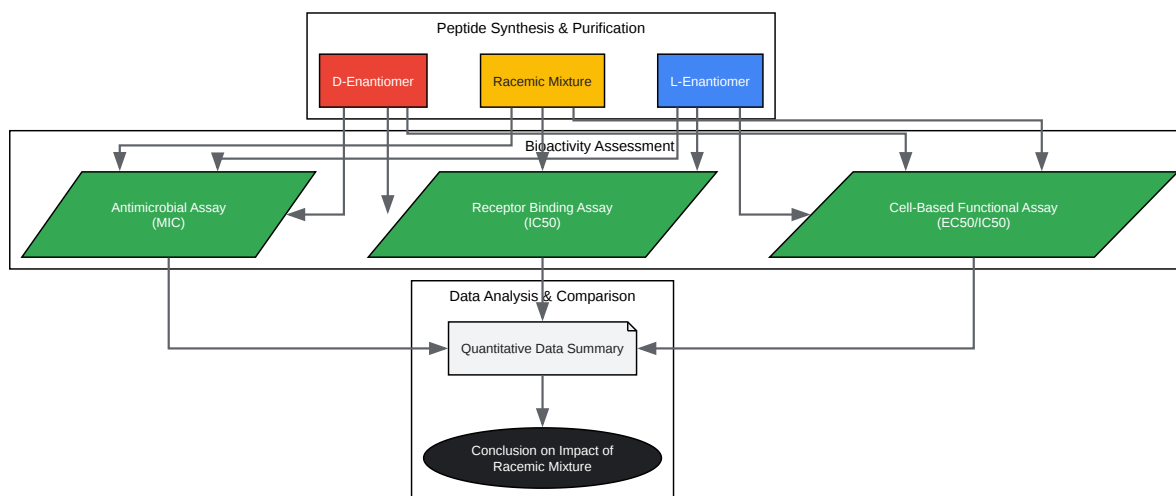 Peptide Synthesis & Purification
D-Enantiomer
Racemic Mixture
L-Enantiomer
Bioactivity Assessment
Antimicrobial Assay
(MIC)
Receptor Binding Assay
(IC50)
Cell-Based Functional Assay
(EC50/IC50)
Data Analysis & Comparison
Quantitative Data Summary
Conclusion on Impact of
Racemic Mixture